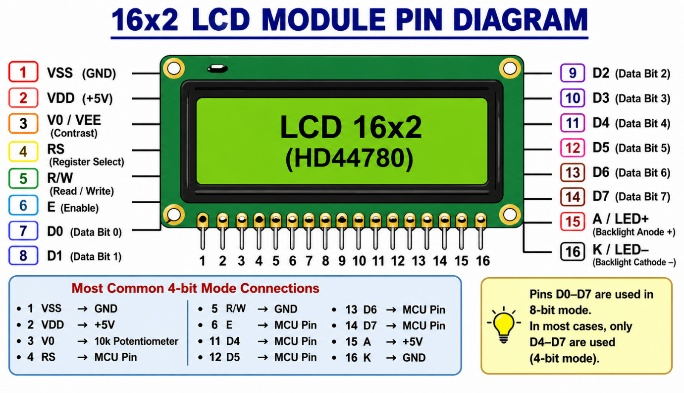 16x2 LCD MODULE PIN DIAGRAM
1 VSS (GND)
2 VDD (+5V)
3 V0 / VEE
(Contrast)
4 RS
(Register Select)
5 R/W
(Read / Write)
6 E (Enable)
7 D0 (Data Bit 0)
8 D1 (Data Bit 1)
LCD 16x2
(HD44780)
1 2 3 4 5 6 7 8 9 10 11 12 13 14 15 16
9 D2 (Data Bit 2)
10 D3 (Data Bit 3)
11 D4 (Data Bit 4)
12 D5 (Data Bit 5)
13 D6 (Data Bit 6)
14 D7 (Data Bit 7)
15 A / LED+
(Backlight Anode +)
16 K / LED–
(Backlight Cathode –)
Most Common 4-bit Mode Connections
• 1 VSS → GND
• 2 VDD → +5V
• 3 V0 → 10k Potentiometer
• 4 RS → MCU Pin
• 5 R/W → GND
• 6 E → MCU Pin
• 11 D4 → MCU Pin
• 12 D5 → MCU Pin
• 13 D6 → MCU Pin
• 14 D7 → MCU Pin
• 15 A → +5V
• 16 K → GND
Pins D0–D7 are used in
8-bit mode.
In most cases, only
D4–D7 are used
(4-bit mode).